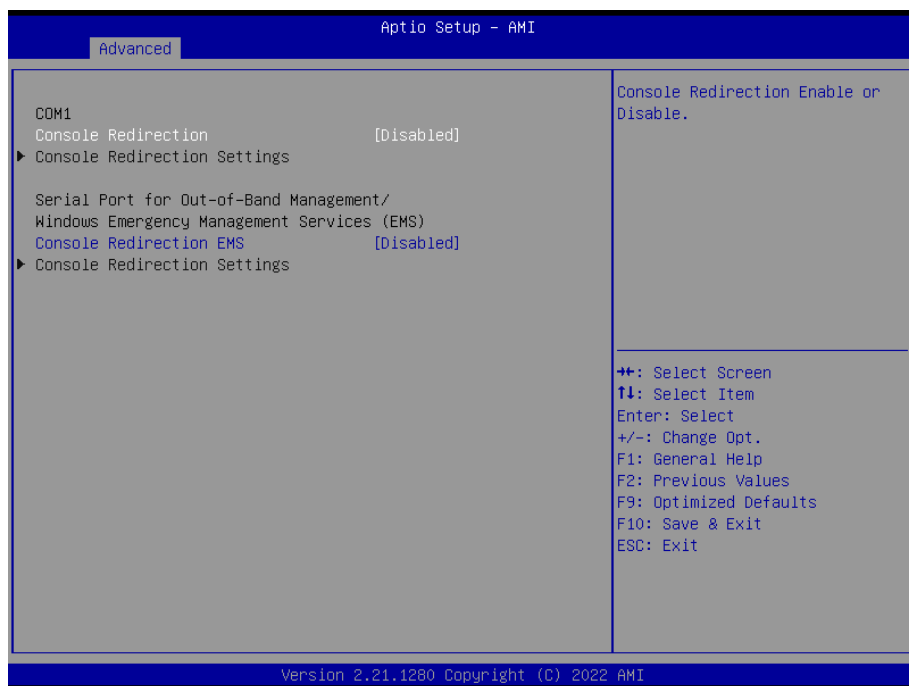 Aptio Setup – AMI
Advanced
COM1
Console Redirection [Disabled]
▶ Console Redirection Settings
Serial Port for Out-of-Band Management/
Windows Emergency Management Services (EMS)
Console Redirection EMS [Disabled]
▶ Console Redirection Settings
Console Redirection Enable or
Disable.
→←: Select Screen
↑↓: Select Item
Enter: Select
+/-: Change Opt.
F1: General Help
F2: Previous Values
F9: Optimized Defaults
F10: Save & Exit
ESC: Exit
Version 2.21.1280 Copyright (C) 2022 AMI